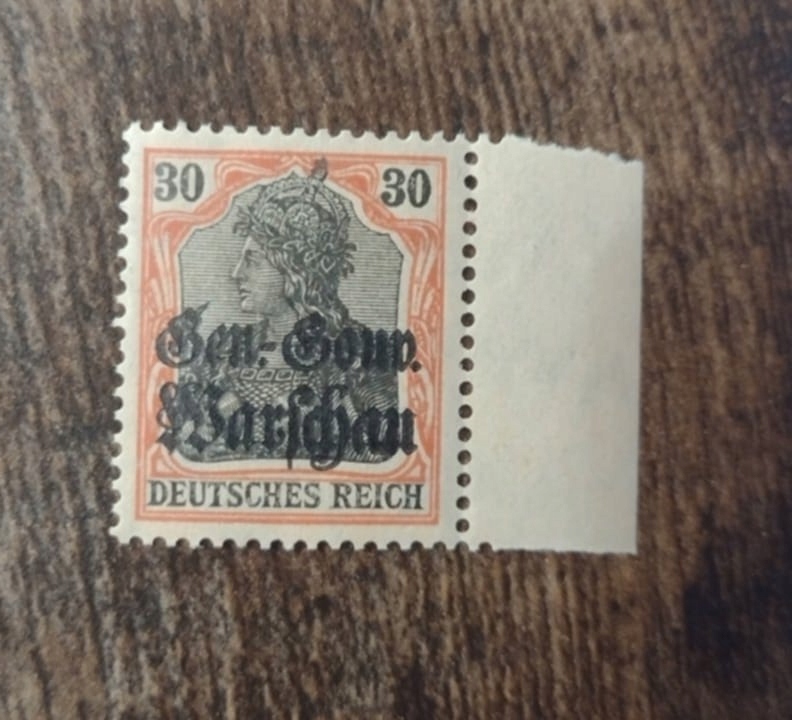 30 30
Gen.-Gouv.
Warschau
DEUTSCHES REICH